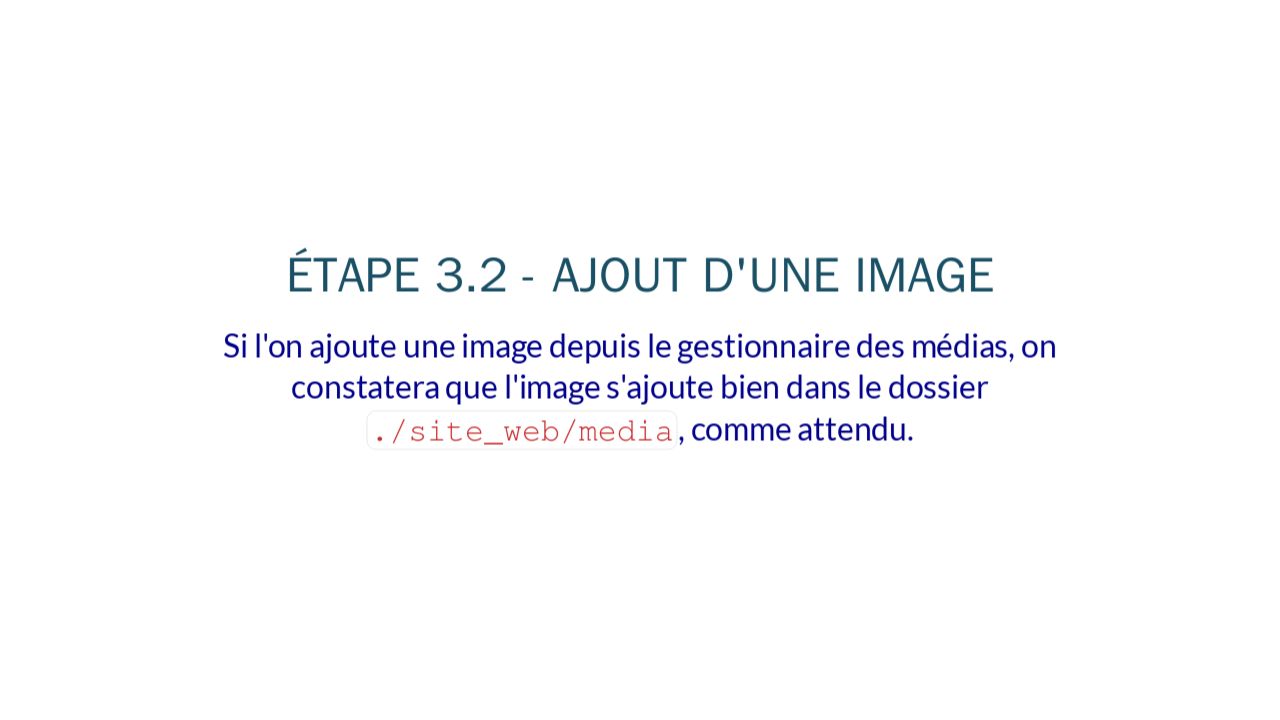 ÉTAPE 3.2 - AJOUT D'UNE IMAGE
Si l'on ajoute une image depuis le gestionnaire des médias, on
constatera que l'image s'ajoute bien dans le dossier
./site_web/media, comme attendu.